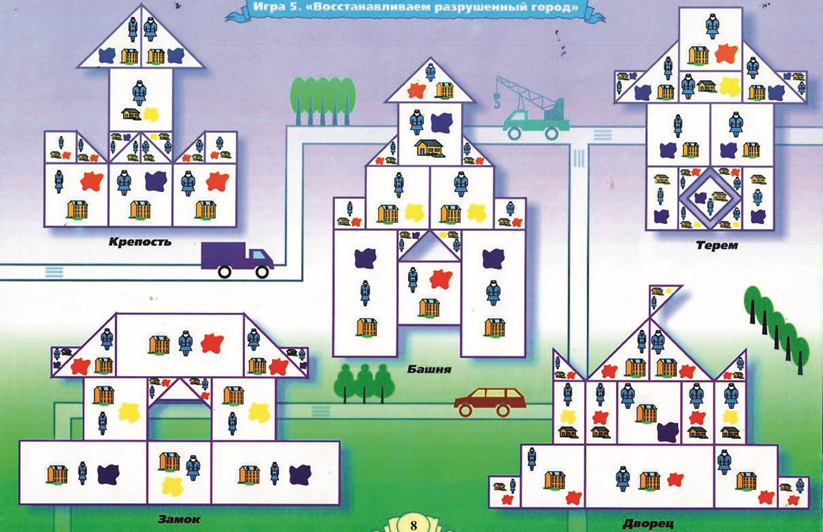 Игра 5. «Восстанавливаем разрушенный город»
Крепость
Башня
Терем
Замок
Дворец
8